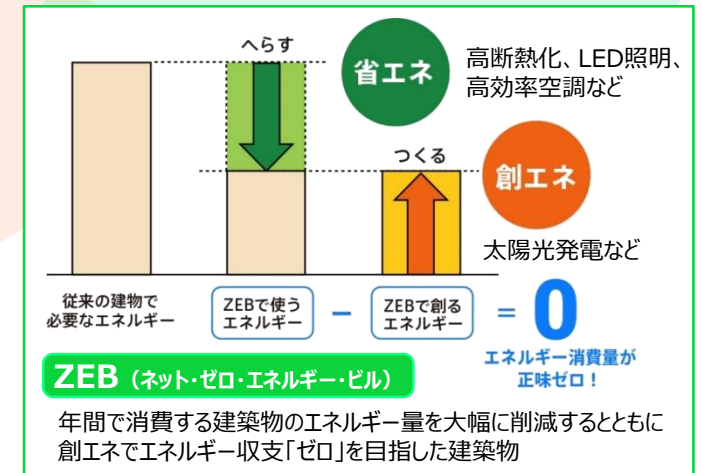 へらす
省エネ
高断熱化、LED照明、
高効率空調など
つくる
創エネ
太陽光発電など
従来の建物で
必要なエネルギー
ZEBで使う
エネルギー
−
ZEBで創る
エネルギー
=
0
エネルギー消費量が
正味ゼロ！
ZEB（ネット・ゼロ・エネルギー・ビル）
年間で消費する建築物のエネルギー量を大幅に削減するとともに
創エネでエネルギー収支「ゼロ」を目指した建築物